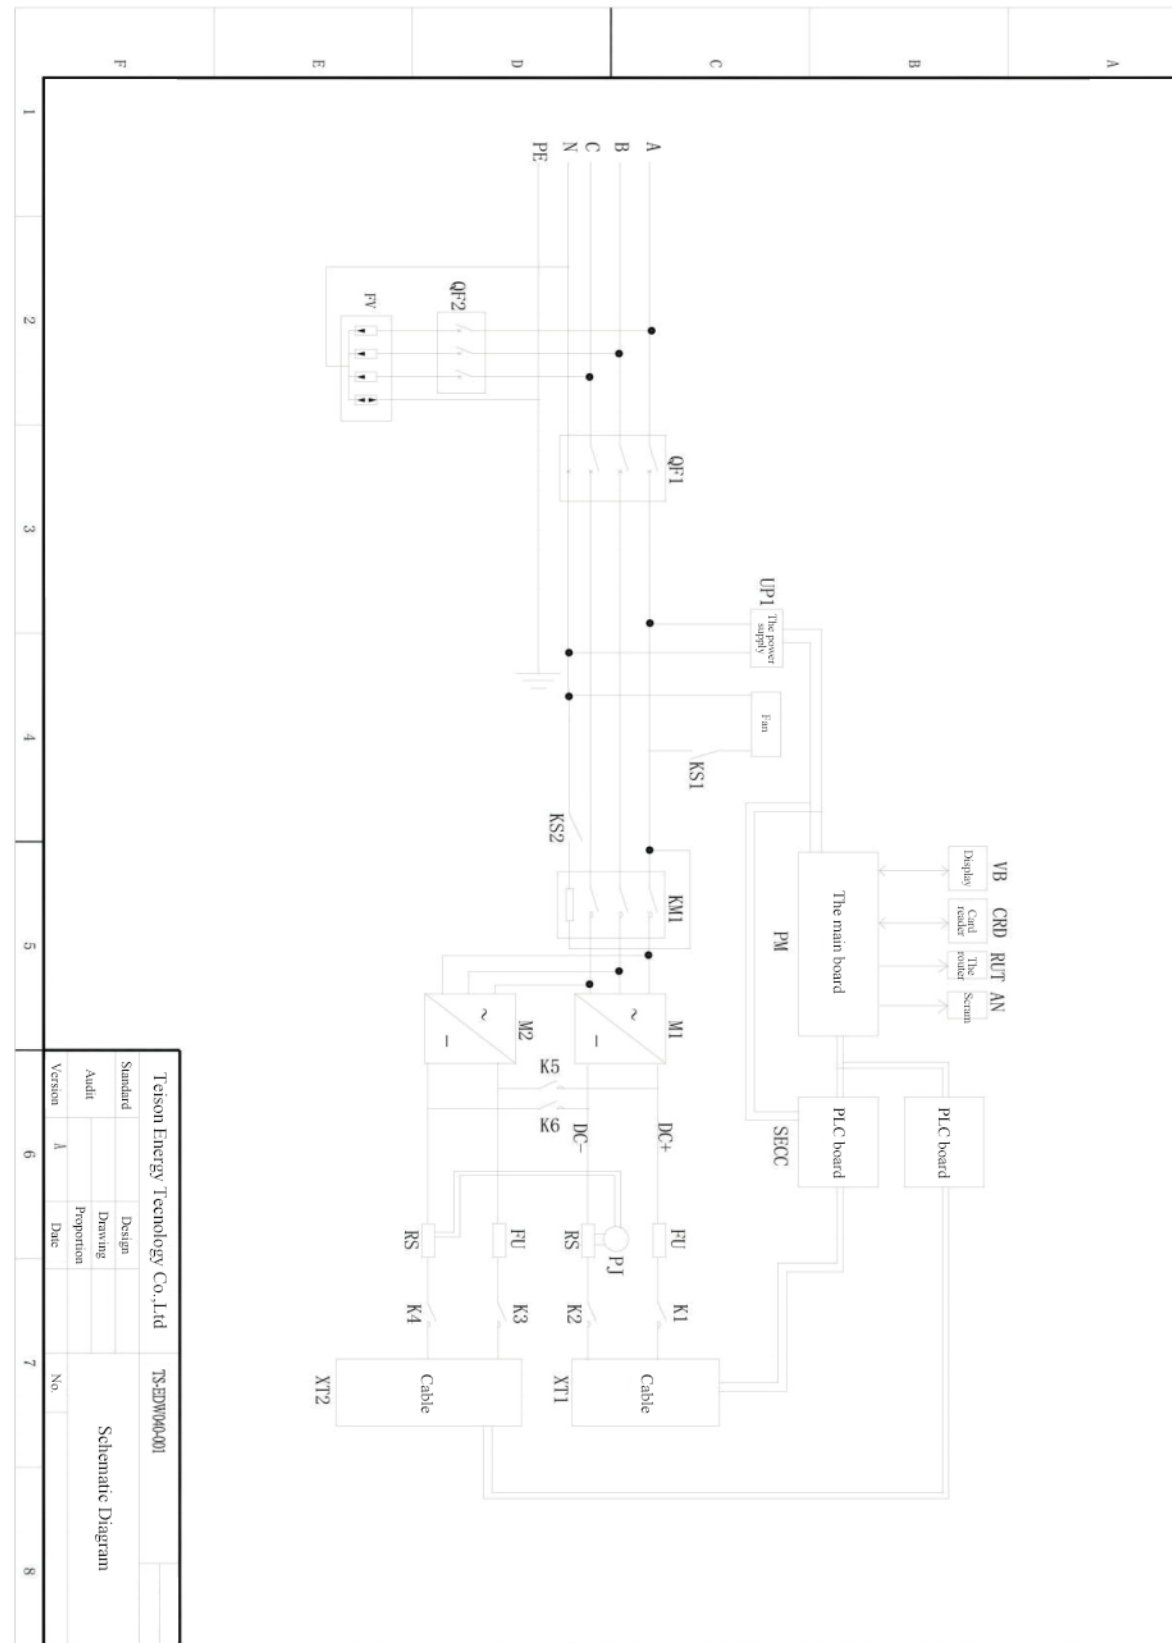 A
B
C
D
E
F
1
2
3
4
5
6
7
8
A
B
C
N
PE
QF2
FV
QF1
UP1
The power
supply
Fan
KS1
KS2
KM1
VB
Display
CRD
Card
reader
RUT
The
router
AN
Scram
The main board
PM
M1
~
—
M2
~
—
K5
K6
DC+
DC-
PLC board
PLC board
SECC
FU
RS
PJ
FU
RS
K1
K2
K3
K4
Cable
XT1
Cable
XT2
Teison Energy Tecnology Co.,Ltd
TS-EDW040-001
Standard
Design
Audit
Drawing
Proportion
Version
A
Date
No.
Schematic Diagram